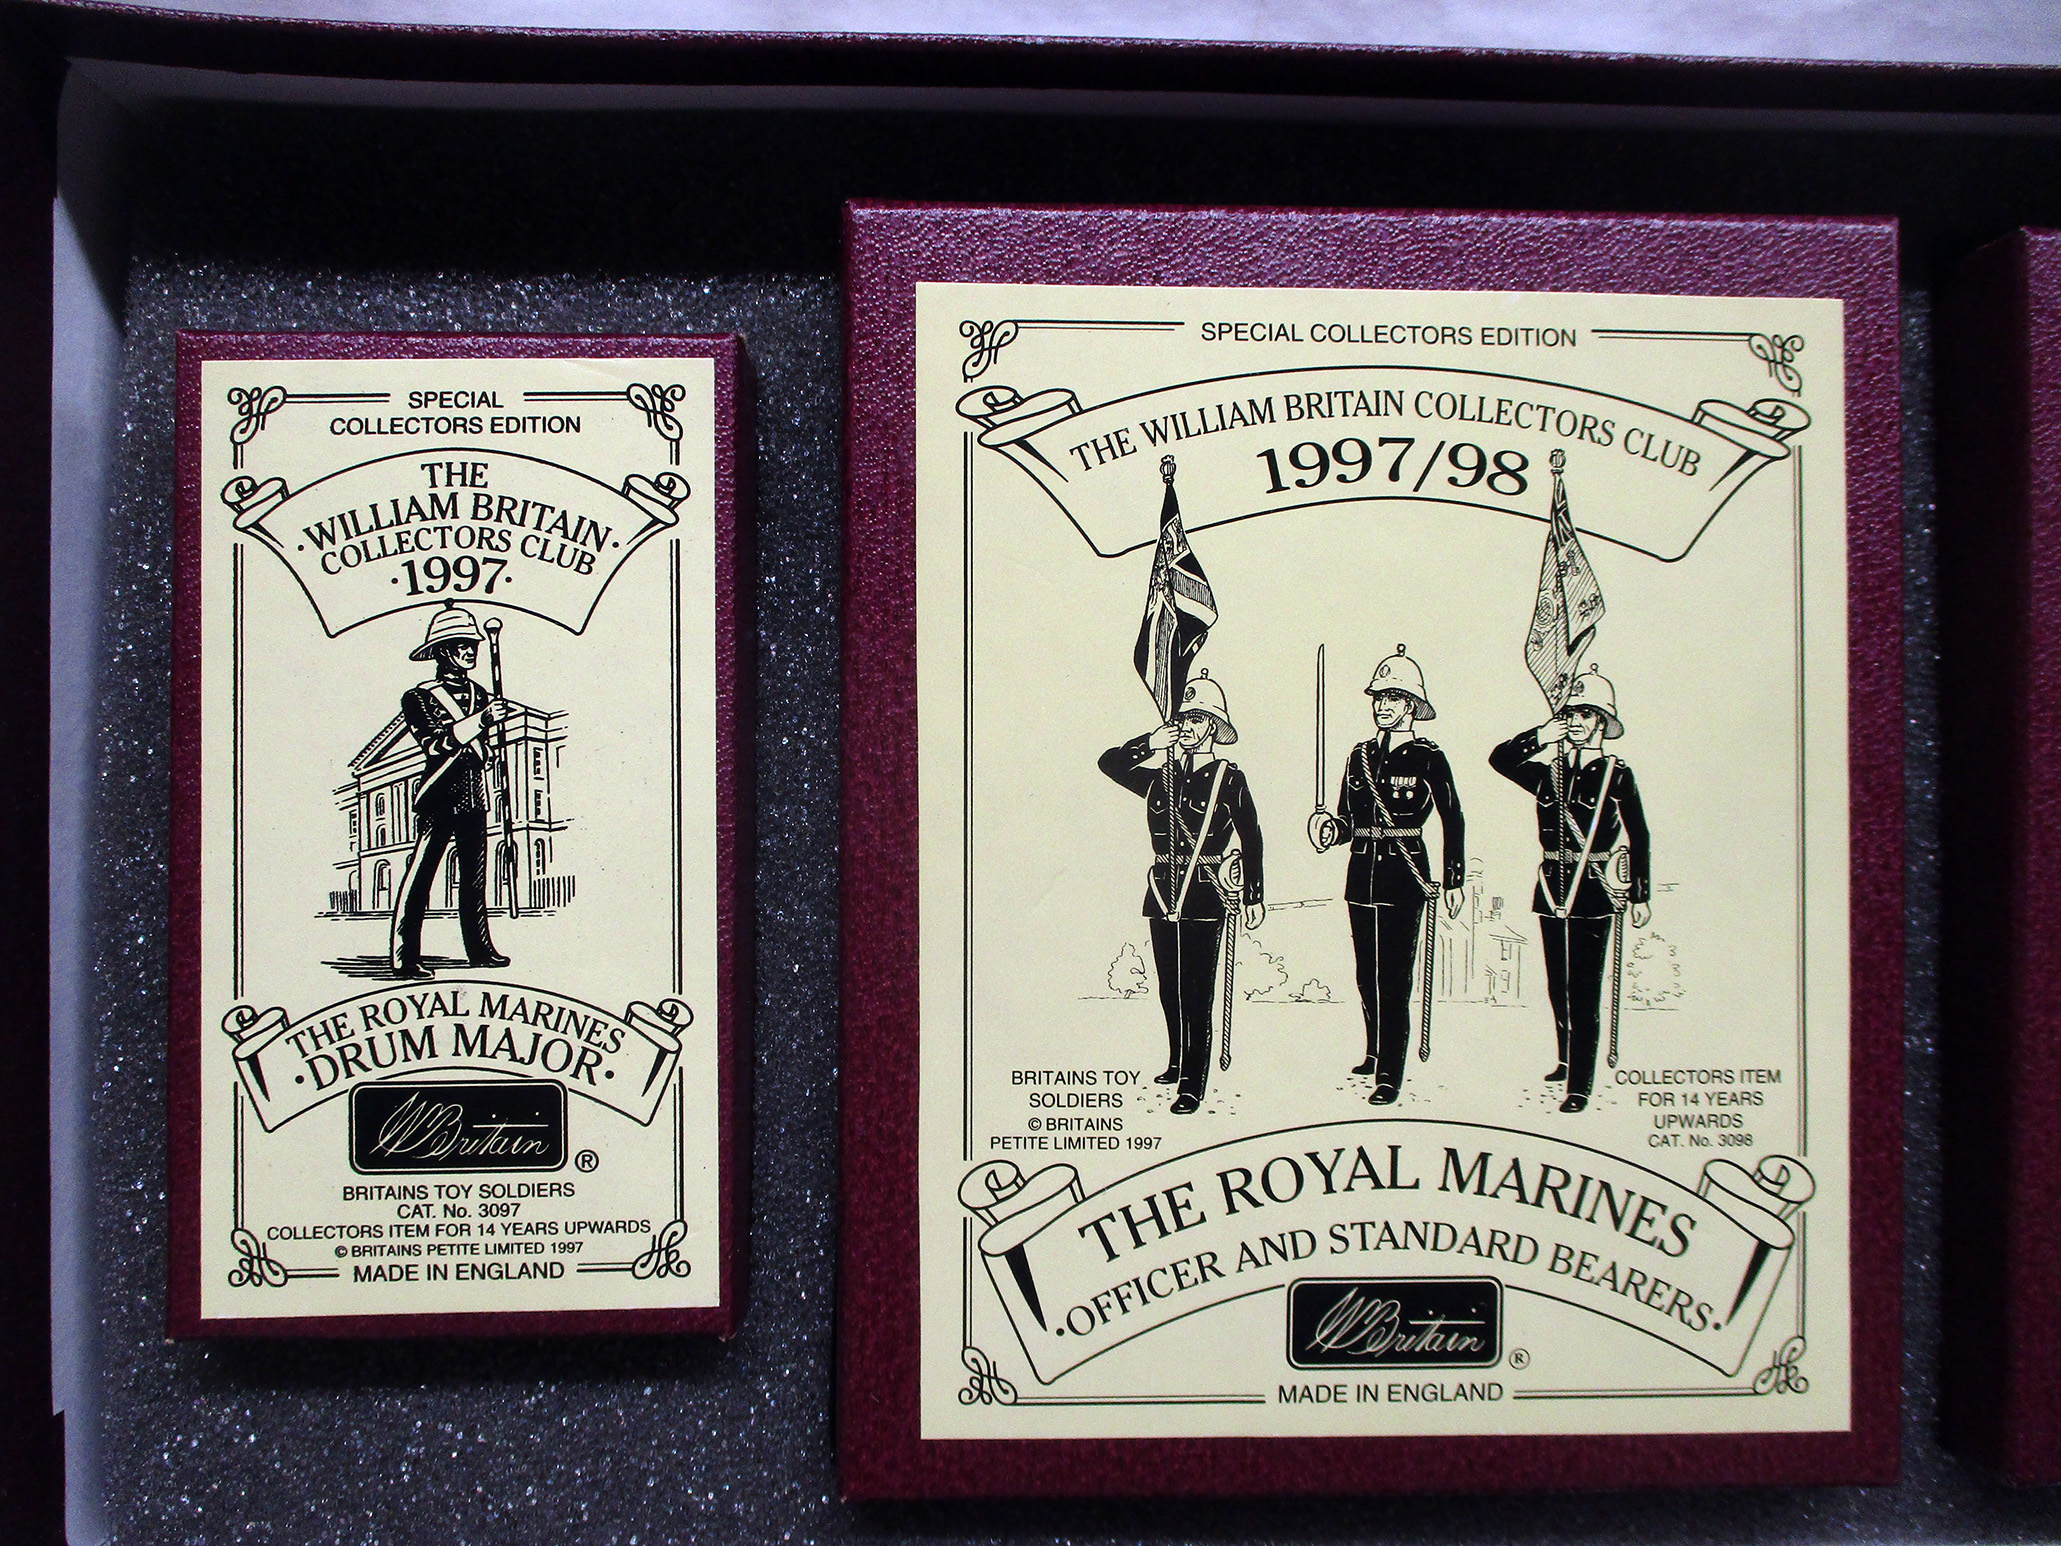 SPECIAL
COLLECTORS EDITION
THE
·WILLIAM BRITAIN·
COLLECTORS CLUB
·1997·
THE ROYAL MARINES
·DRUM MAJOR·
W Britain ®
BRITAINS TOY SOLDIERS
CAT. No. 3097
COLLECTORS ITEM FOR 14 YEARS UPWARDS
© BRITAINS PETITE LIMITED 1997
MADE IN ENGLAND
SPECIAL COLLECTORS EDITION
THE WILLIAM BRITAIN COLLECTORS CLUB
1997/98
BRITAINS TOY
SOLDIERS
© BRITAINS
PETITE LIMITED 1997
COLLECTORS ITEM
FOR 14 YEARS
UPWARDS
CAT. No. 3098
THE ROYAL MARINES
·OFFICER AND STANDARD BEARERS·
W Britain ®
MADE IN ENGLAND